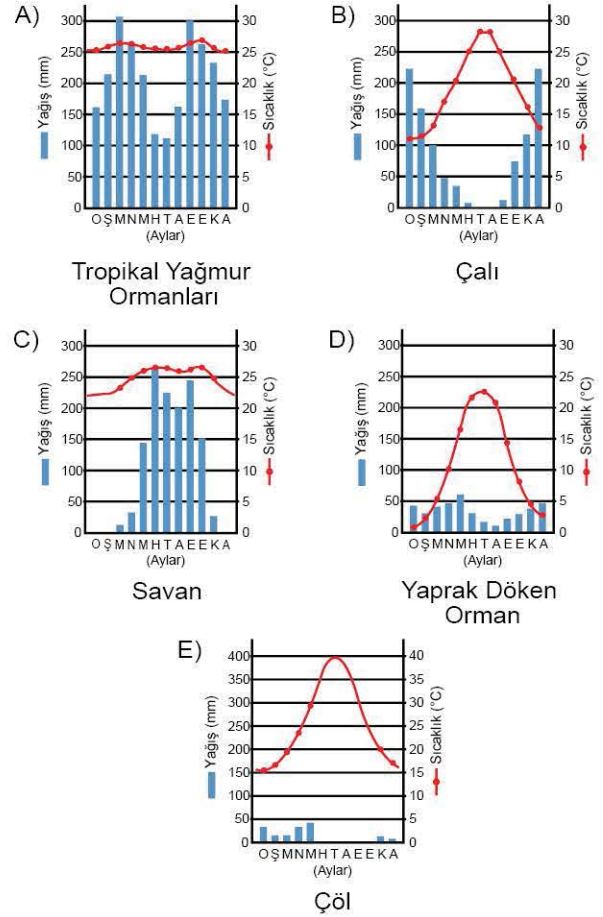 A)
Yağış (mm)
300
250
200
150
100
50
0
30
25
20
15
10
5
0
Sıcaklık (°C)
O Ş M N M H T A E E K A
(Aylar)
Tropikal Yağmur
Ormanları
B)
Yağış (mm)
300
250
200
150
100
50
0
30
25
20
15
10
5
0
Sıcaklık (°C)
O Ş M N M H T A E E K A
(Aylar)
Çalı
C)
Yağış (mm)
300
250
200
150
100
50
0
30
25
20
15
10
5
0
Sıcaklık (°C)
O Ş M N M H T A E E K A
(Aylar)
Savan
D)
Yağış (mm)
300
250
200
150
100
50
0
30
25
20
15
10
5
0
Sıcaklık (°C)
O Ş M N M H T A E E K A
(Aylar)
Yaprak Döken
Orman
E)
Yağış (mm)
400
350
300
250
200
150
100
50
0
40
35
30
25
20
15
10
5
0
Sıcaklık (°C)
O Ş M N M H T A E E K A
(Aylar)
Çöl